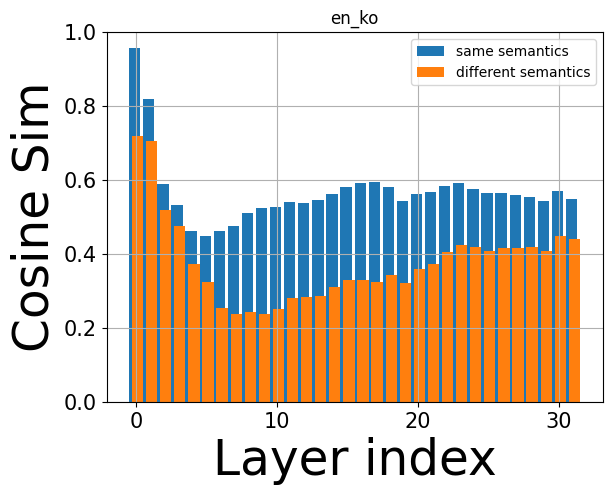 en_ko
same semantics
different semantics
Cosine Sim
1.0
0.8
0.6
0.4
0.2
0.0
0 10 20 30
Layer index